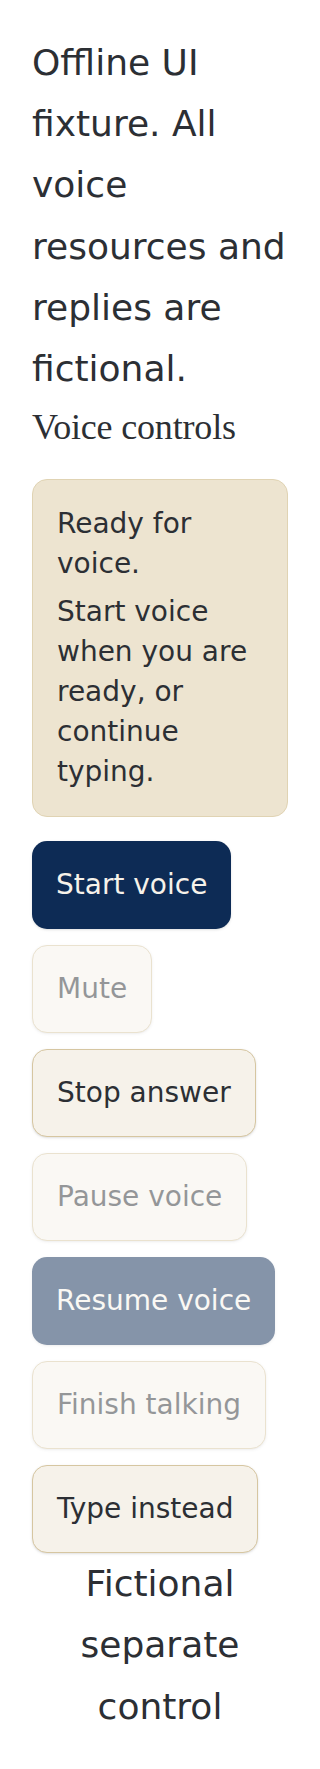 Offline UI
fixture. All
voice
resources and
replies are
fictional.
Voice controls
Ready for
voice.
Start voice
when you are
ready, or
continue
typing.
Start voice
Mute
Stop answer
Pause voice
Resume voice
Finish talking
Type instead
Fictional
separate
control